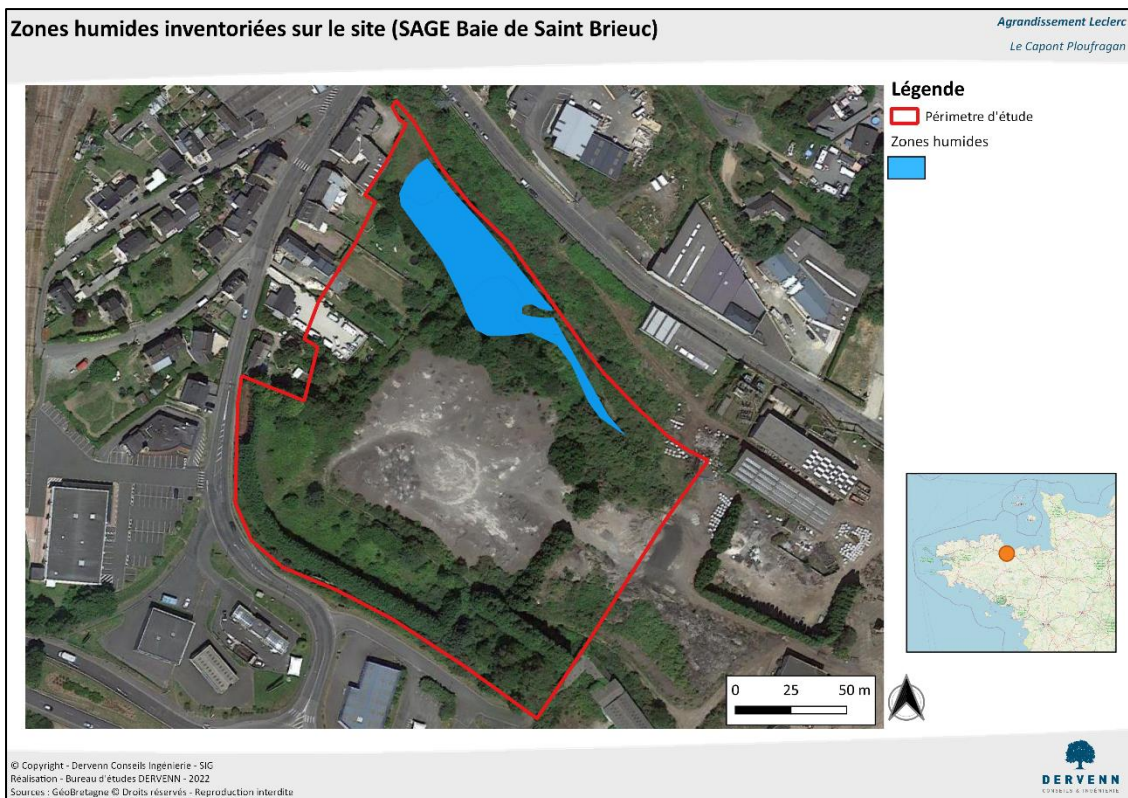 Zones humides inventoriées sur le site (SAGE Baie de Saint Brieuc)
Agrandissement Leclerc
Le Capont Ploufragan
Légende
Périmetre d'étude
Zones humides
0 25 50 m
© Copyright - Dervenn Conseils Ingénierie - SIG
Réalisation - Bureau d'études DERVENN - 2022
Sources : GéoBretagne © Droits réservés - Reproduction interdite
DERVENN
CONSEILS & INGÉNIERIE